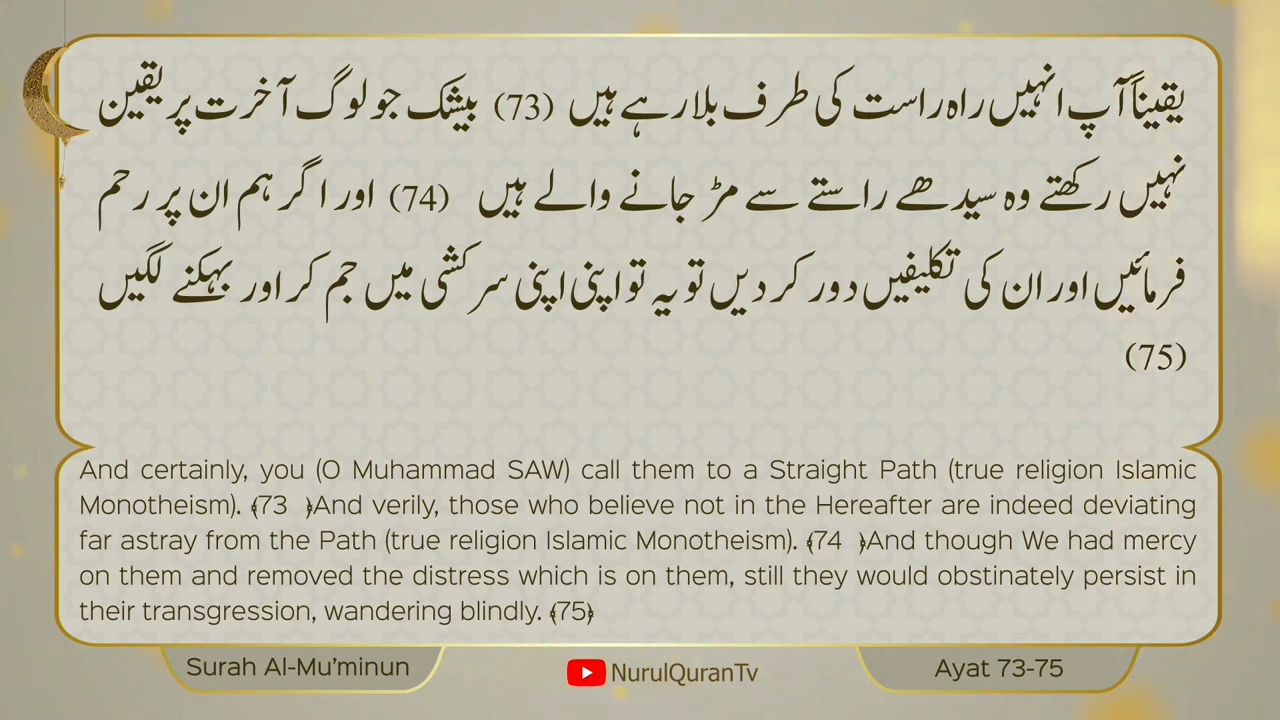 یقیناً آپ انہیں راہ راست کی طرف بلا رہے ہیں (73) بیشک جو لوگ آخرت پر یقین
نہیں رکھتے وہ سیدھے راستے سے مڑ جانے والے ہیں (74) اور اگر ہم ان پر رحم
فرمائیں اور ان کی تکلیفیں دور کر دیں تو یہ تو اپنی اپنی سرکشی میں جم کر اور بہکنے لگیں
(75)
And certainly, you (O Muhammad SAW) call them to a Straight Path (true religion Islamic
Monotheism). ﴾73 ﴿And verily, those who believe not in the Hereafter are indeed deviating
far astray from the Path (true religion Islamic Monotheism). ﴾74 ﴿And though We had mercy
on them and removed the distress which is on them, still they would obstinately persist in
their transgression, wandering blindly. ﴾75﴿
Surah Al-Mu’minun
NurulQuranTv
Ayat 73-75